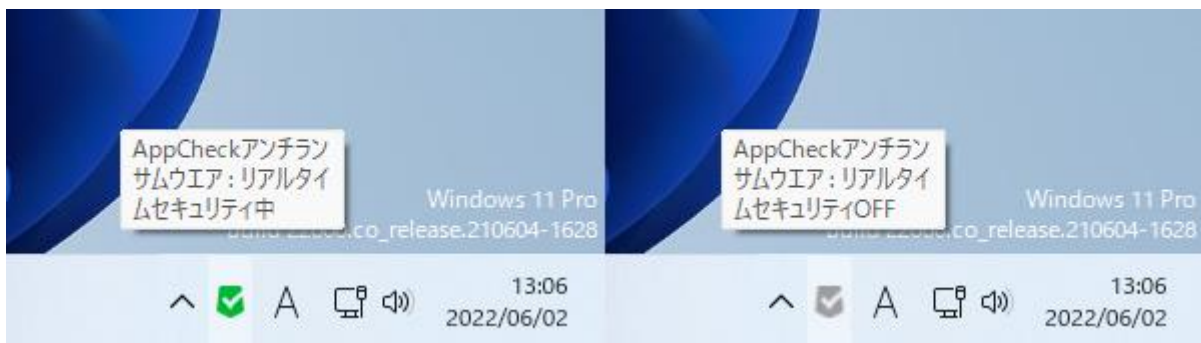 AppCheckアンチラン
サムウエア：リアルタイ
ムセキュリティ中
Windows 11 Pro
co_release.210604-1628
A
13:06
2022/06/02
AppCheckアンチラン
サムウエア：リアルタイ
ムセキュリティOFF
Windows 11 Pro
co_release.210604-1628
A
13:06
2022/06/02